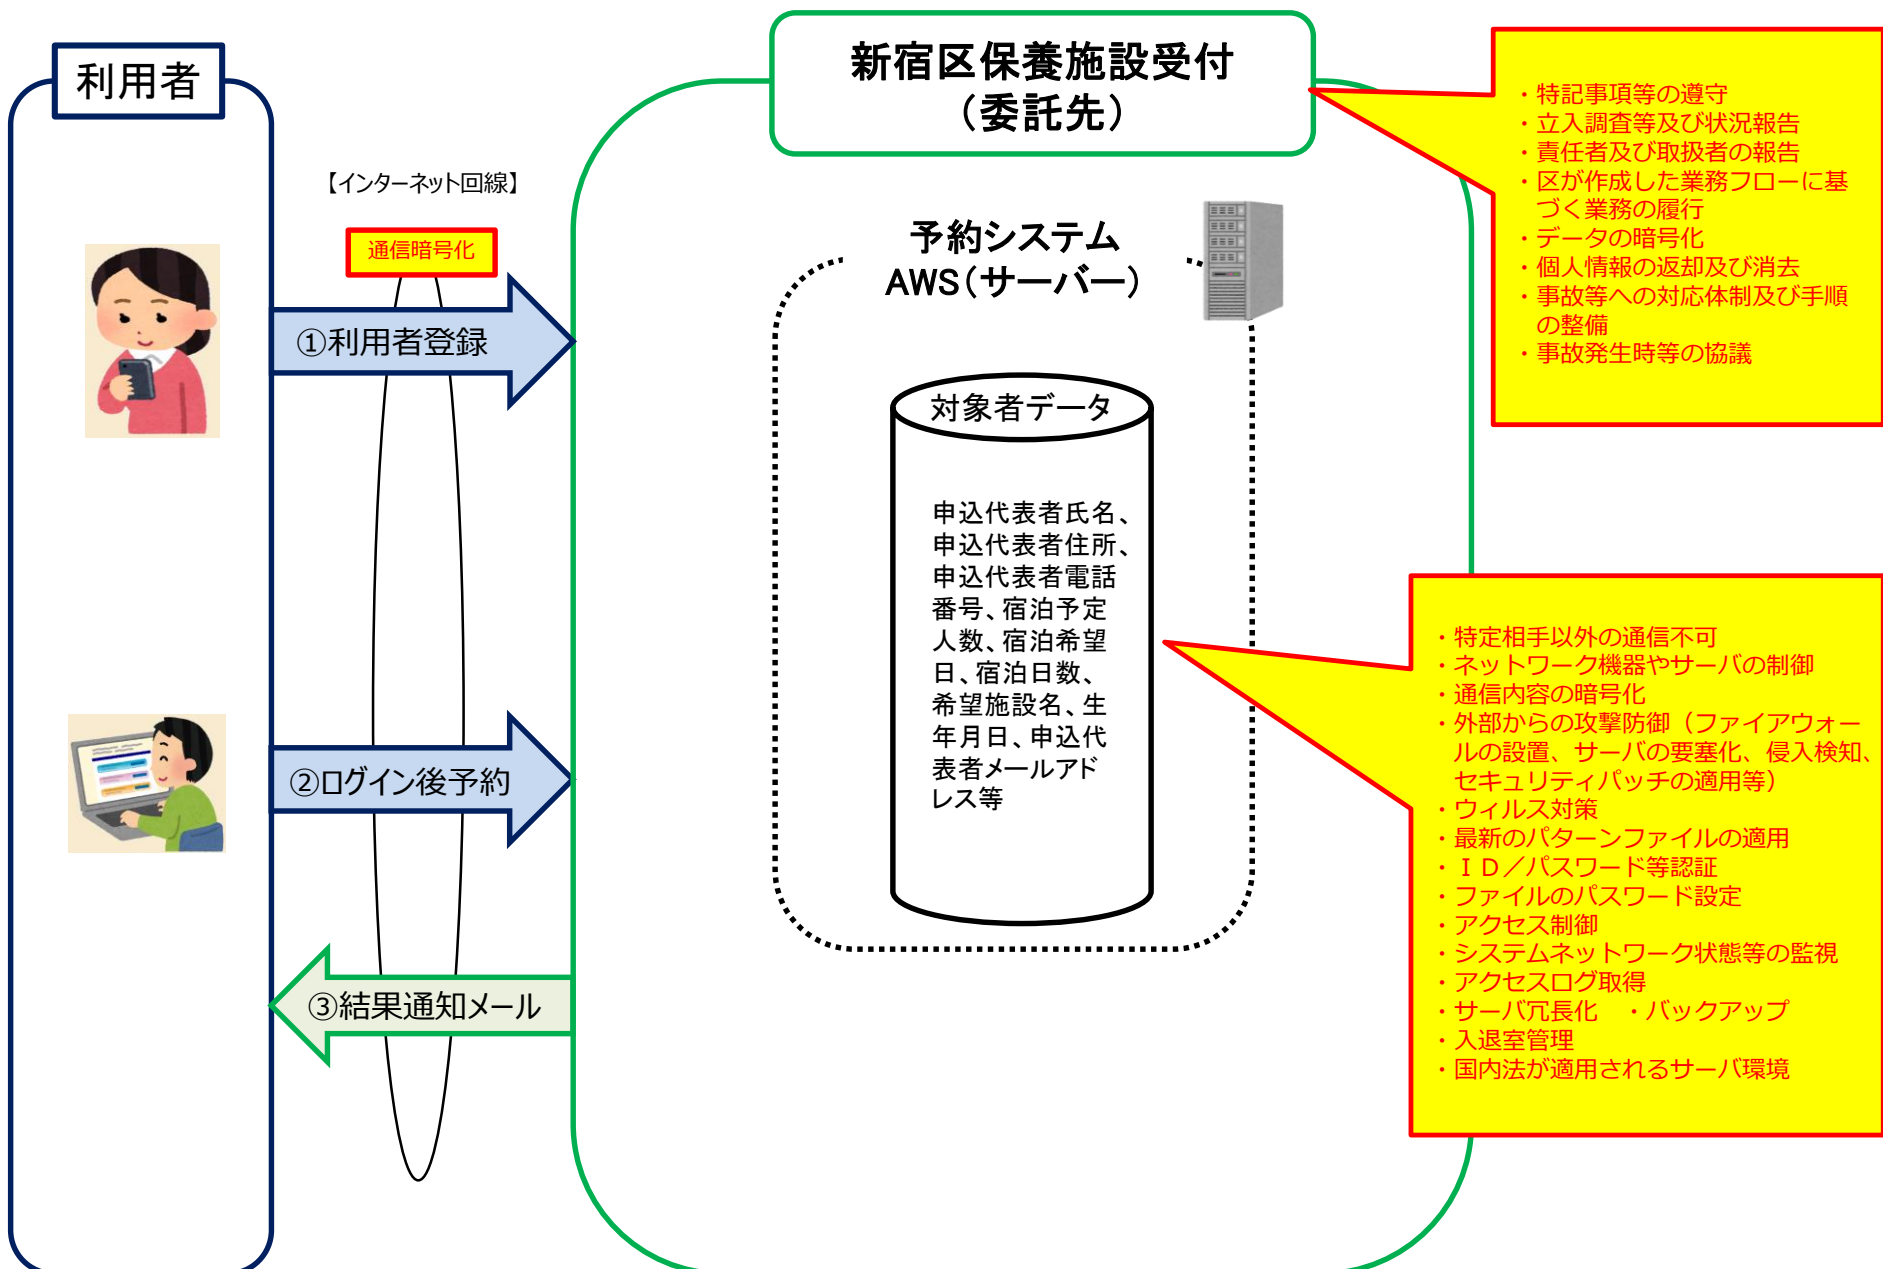 利用者
新宿区保養施設受付
（委託先）
【インターネット回線】
通信暗号化
①利用者登録
②ログイン後予約
③結果通知メール
予約システム
AWS（サーバー）
対象者データ
申込代表者氏名、
申込代表者住所、
申込代表者電話
番号、宿泊予定
人数、宿泊希望
日、宿泊日数、
希望施設名、生
年月日、申込代
表者メールアド
レス等
・特記事項等の遵守
・立入調査等及び状況報告
・責任者及び取扱者の報告
・区が作成した業務フローに基
づく業務の履行
・データの暗号化
・個人情報の返却及び消去
・事故等への対応体制及び手順
の整備
・事故発生時等の協議
・特定相手以外の通信不可
・ネットワーク機器やサーバの制御
・通信内容の暗号化
・外部からの攻撃防御（ファイアウォー
ルの設置、サーバの要塞化、侵入検知、
セキュリティパッチの適用等）
・ウィルス対策
・最新のパターンファイルの適用
・ＩＤ／パスワード等認証
・ファイルのパスワード設定
・アクセス制御
・システムネットワーク状態等の監視
・アクセスログ取得
・サーバ冗長化　・バックアップ
・入退室管理
・国内法が適用されるサーバ環境